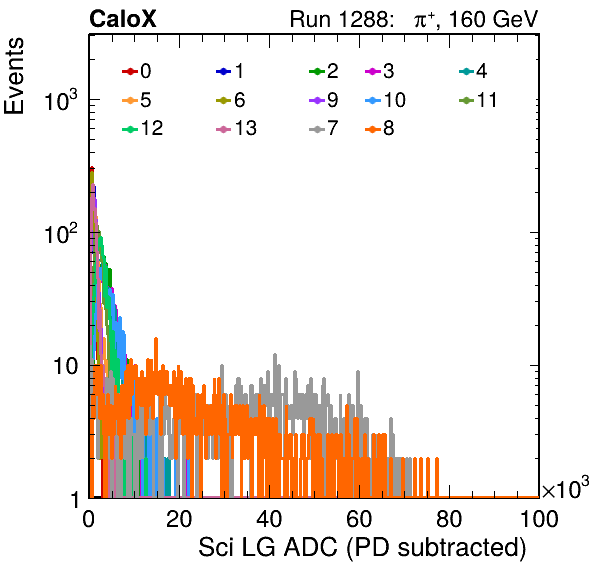 CaloX Run 1288: π⁺, 160 GeV
Events
0 1 2 3 4
5 6 9 10 11
12 13 7 8
10³
10²
10
1
0 20 40 60 80 100
×10³
Sci LG ADC (PD subtracted)